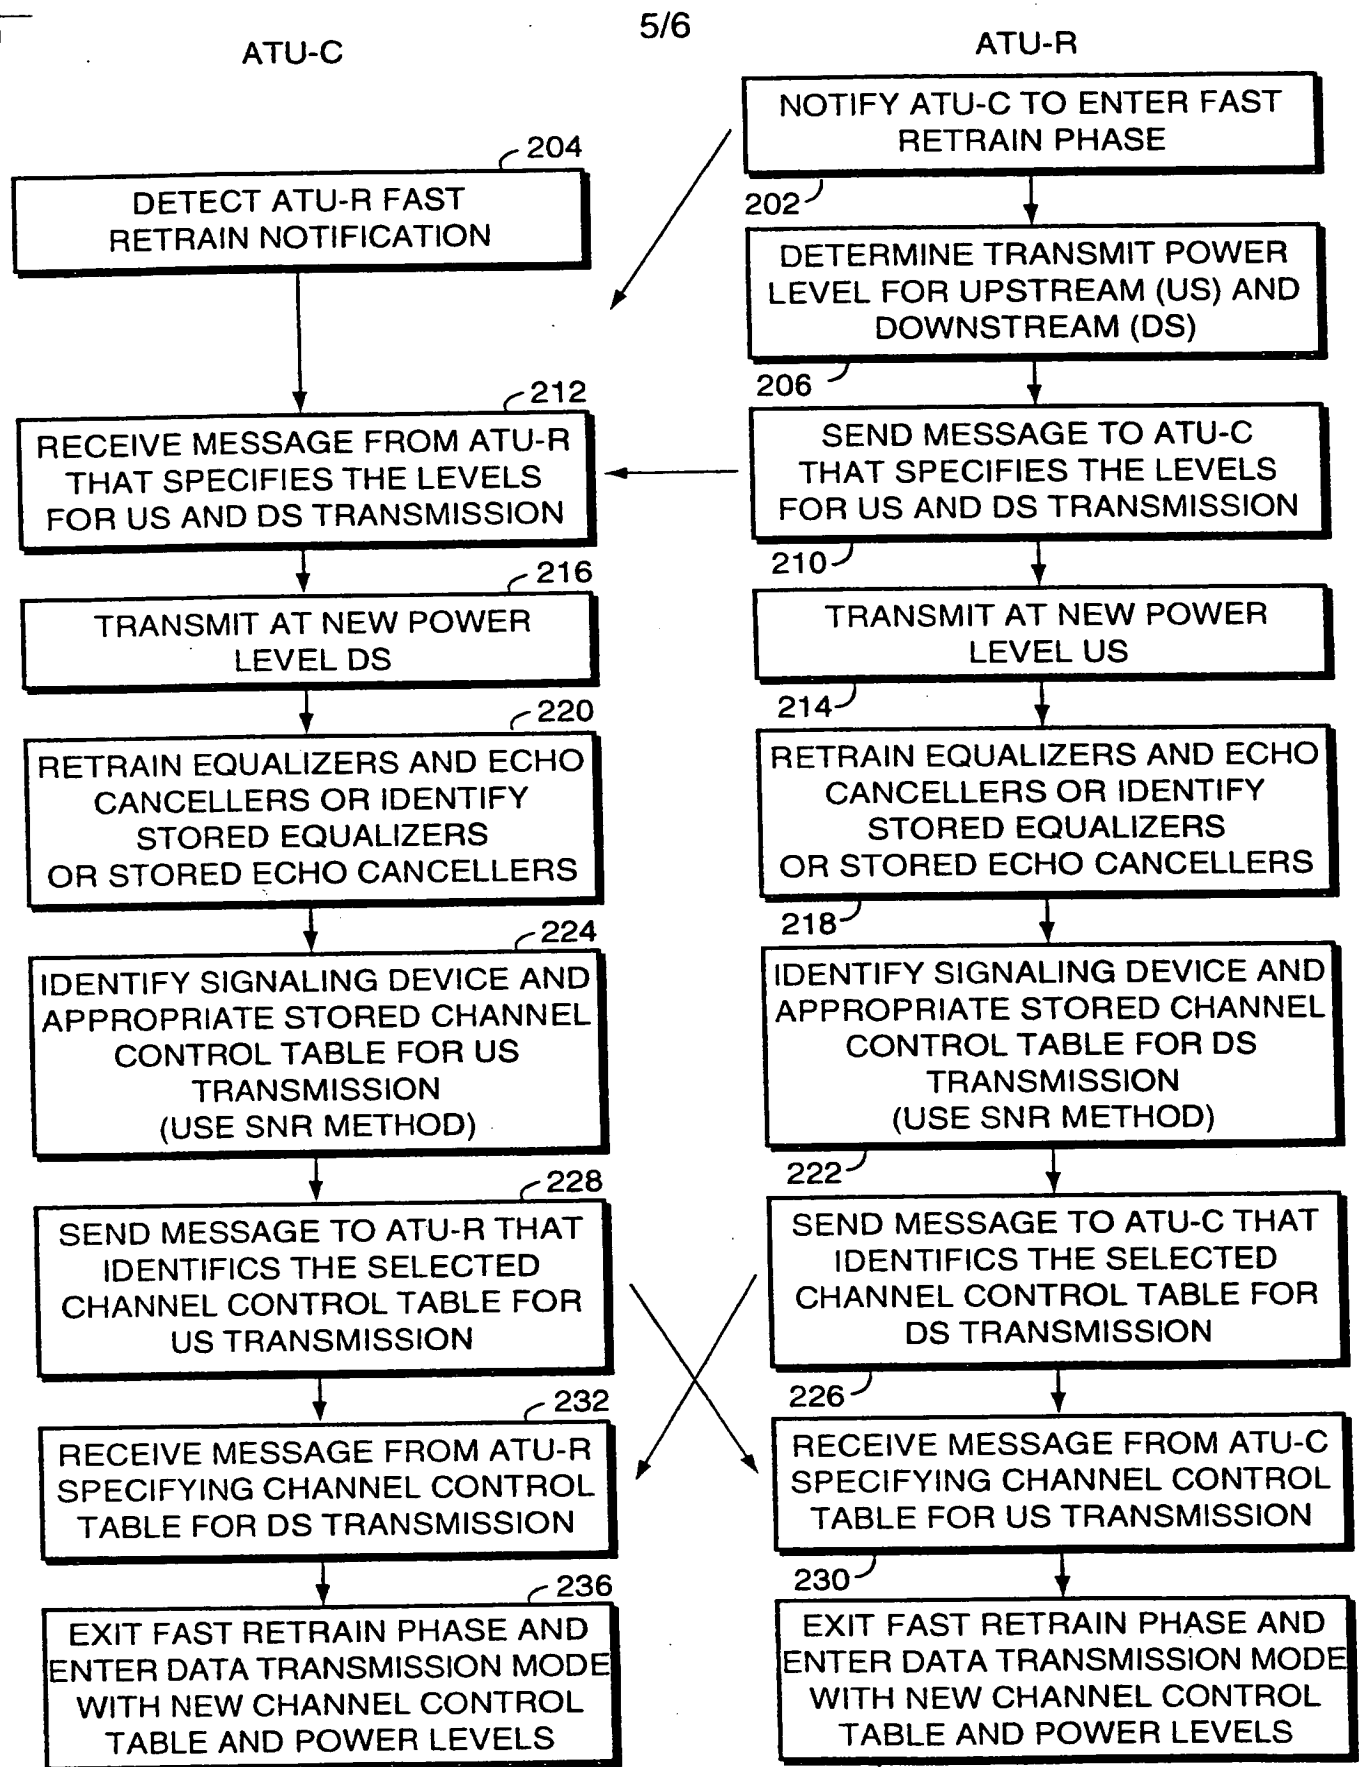 5/6
ATU-C
204
DETECT ATU-R FAST
RETRAIN NOTIFICATION
212
RECEIVE MESSAGE FROM ATU-R
THAT SPECIFIES THE LEVELS
FOR US AND DS TRANSMISSION
216
TRANSMIT AT NEW POWER
LEVEL DS
220
RETRAIN EQUALIZERS AND ECHO
CANCELLERS OR IDENTIFY
STORED EQUALIZERS
OR STORED ECHO CANCELLERS
224
IDENTIFY SIGNALING DEVICE AND
APPROPRIATE STORED CHANNEL
CONTROL TABLE FOR US
TRANSMISSION
(USE SNR METHOD)
228
SEND MESSAGE TO ATU-R THAT
IDENTIFICS THE SELECTED
CHANNEL CONTROL TABLE FOR
US TRANSMISSION
232
RECEIVE MESSAGE FROM ATU-R
SPECIFYING CHANNEL CONTROL
TABLE FOR DS TRANSMISSION
236
EXIT FAST RETRAIN PHASE AND
ENTER DATA TRANSMISSION MODE
WITH NEW CHANNEL CONTROL
TABLE AND POWER LEVELS
ATU-R
NOTIFY ATU-C TO ENTER FAST
RETRAIN PHASE
202
DETERMINE TRANSMIT POWER
LEVEL FOR UPSTREAM (US) AND
DOWNSTREAM (DS)
206
SEND MESSAGE TO ATU-C
THAT SPECIFIES THE LEVELS
FOR US AND DS TRANSMISSION
210
TRANSMIT AT NEW POWER
LEVEL US
214
RETRAIN EQUALIZERS AND ECHO
CANCELLERS OR IDENTIFY
STORED EQUALIZERS
OR STORED ECHO CANCELLERS
218
IDENTIFY SIGNALING DEVICE AND
APPROPRIATE STORED CHANNEL
CONTROL TABLE FOR DS
TRANSMISSION
(USE SNR METHOD)
222
SEND MESSAGE TO ATU-C THAT
IDENTIFICS THE SELECTED
CHANNEL CONTROL TABLE FOR
DS TRANSMISSION
226
RECEIVE MESSAGE FROM ATU-C
SPECIFYING CHANNEL CONTROL
TABLE FOR US TRANSMISSION
230
EXIT FAST RETRAIN PHASE AND
ENTER DATA TRANSMISSION MODE
WITH NEW CHANNEL CONTROL
TABLE AND POWER LEVELS